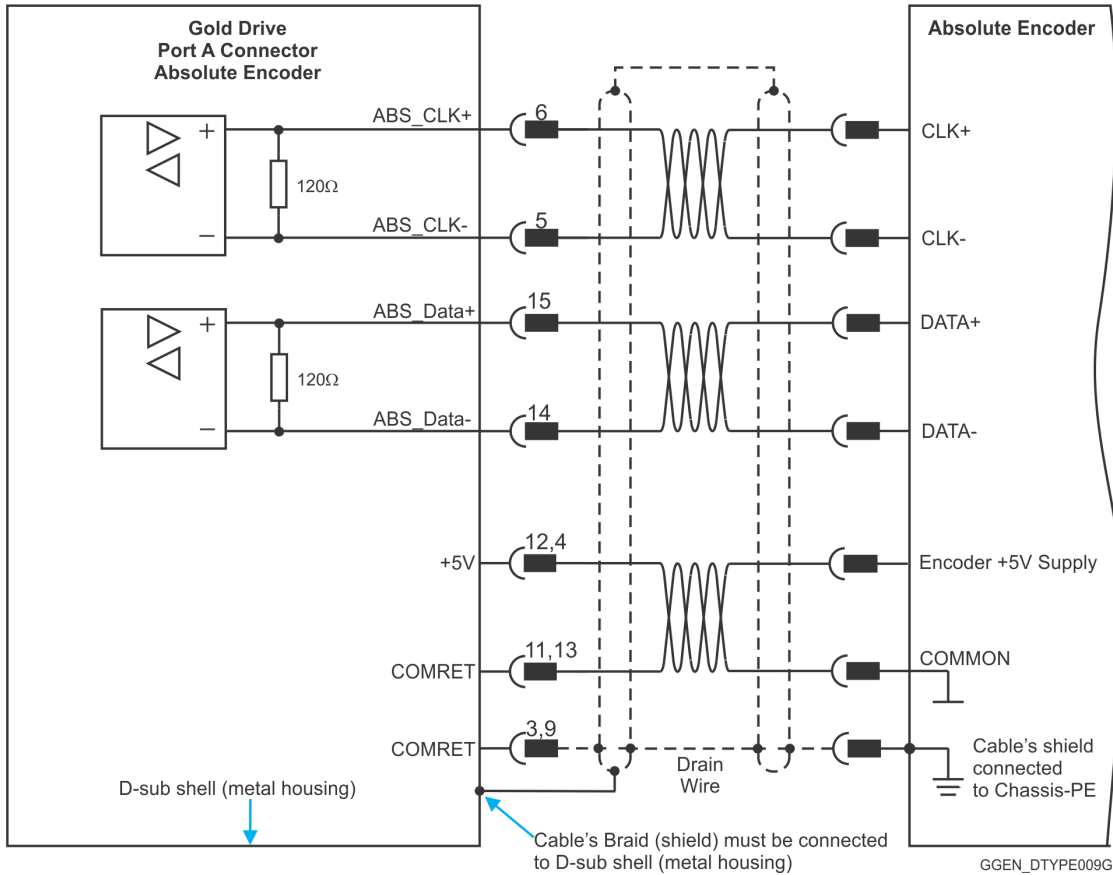 Gold Drive
Port A Connector
Absolute Encoder
Absolute Encoder
ABS_CLK+
6
CLK+
+
120Ω
−
ABS_CLK-
5
CLK-
ABS_Data+
15
DATA+
+
120Ω
−
ABS_Data-
14
DATA-
+5V
12,4
Encoder +5V Supply
COMRET
11,13
COMMON
COMRET
3,9
Drain
Wire
Cable's shield
connected
to Chassis-PE
D-sub shell (metal housing)
Cable's Braid (shield) must be connected
to D-sub shell (metal housing)
GGEN_DTYPE009G